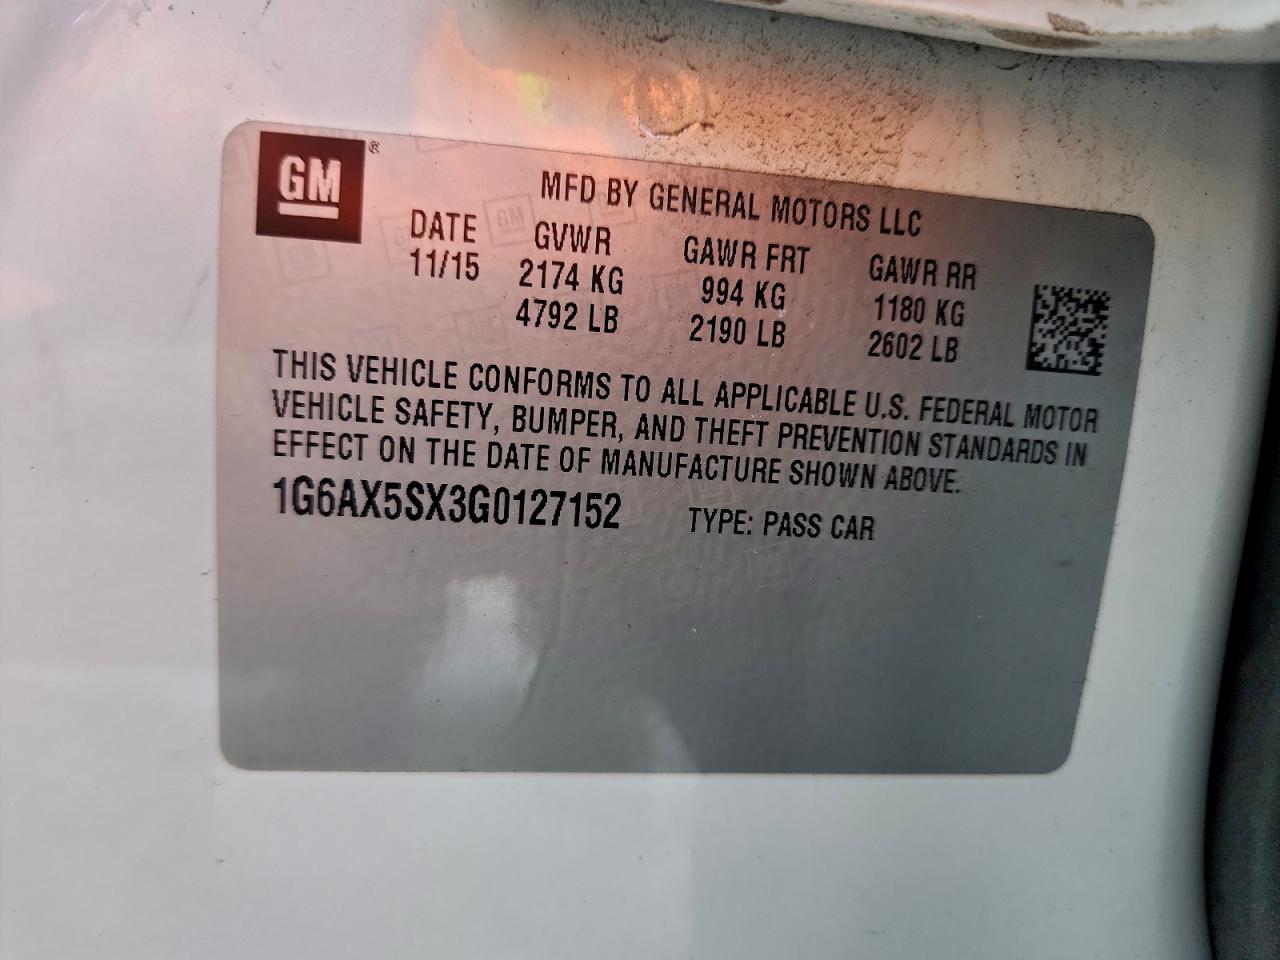 GM ®
MFD BY GENERAL MOTORS LLC
DATE GVWR GAWR FRT GAWR RR
11/15 2174 KG 994 KG 1180 KG
4792 LB 2190 LB 2602 LB
THIS VEHICLE CONFORMS TO ALL APPLICABLE U.S. FEDERAL MOTOR
VEHICLE SAFETY, BUMPER, AND THEFT PREVENTION STANDARDS IN
EFFECT ON THE DATE OF MANUFACTURE SHOWN ABOVE.
1G6AX5SX3G0127152 TYPE: PASS CAR